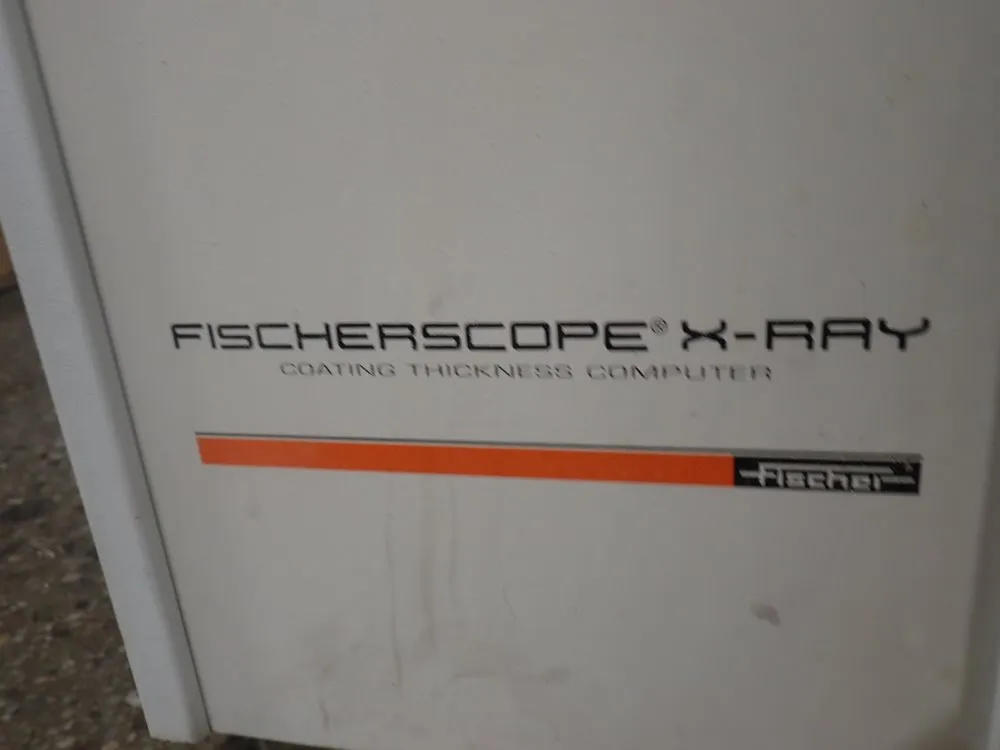 FISCHERSCOPE® X-RAY
COATING THICKNESS COMPUTER
Fischer